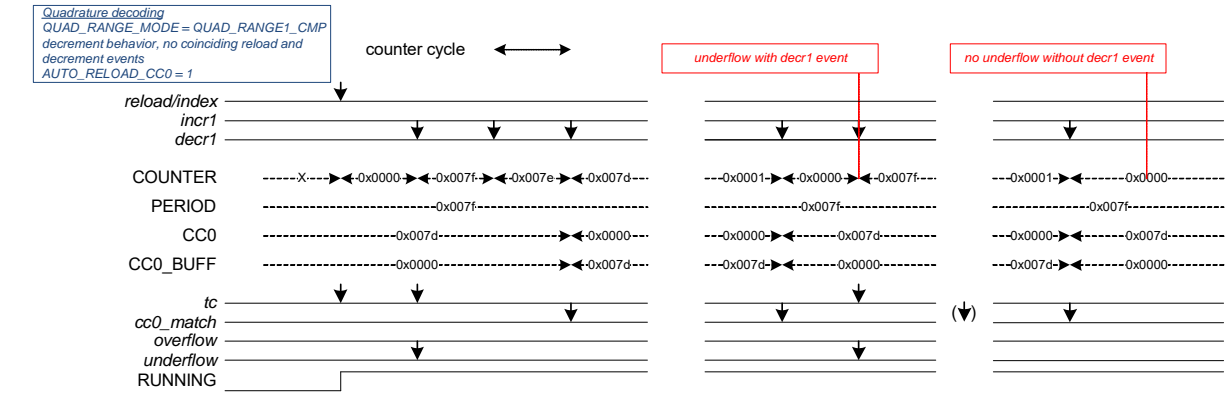 Quadrature decoding
QUAD_RANGE_MODE = QUAD_RANGE1_CMP
decrement behavior, no coinciding reload and
decrement events
AUTO_RELOAD_CC0 = 1
counter cycle
underflow with decr1 event
no underflow without decr1 event
reload/index
incr1
decr1
COUNTER X 0x0000 0x007f 0x007e 0x007d 0x0001 0x0000 0x007f 0x0001 0x0000
PERIOD 0x007f 0x007f 0x007f
CC0 0x007d 0x0000 0x0000 0x007d 0x0000 0x007d
CC0_BUFF 0x0000 0x007d 0x007d 0x0000 0x007d 0x0000
tc
( )
cc0_match
overflow
underflow
RUNNING